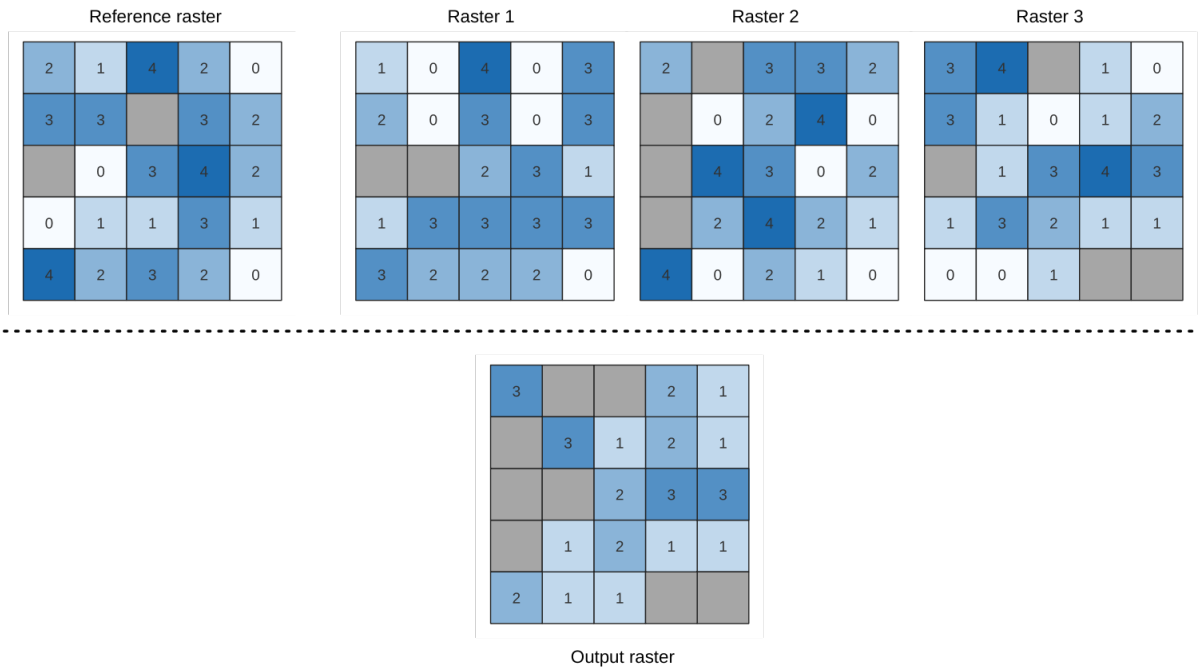 Reference raster Raster 1 Raster 2 Raster 3
2 1 4 2 0 1 0 4 0 3 2 3 3 2 3 4 1 0
3 3 3 2 2 0 3 0 3 0 2 4 0 3 1 0 1 2
0 3 4 2 2 3 1 4 3 0 2 1 3 4 3
0 1 1 3 1 1 3 3 3 3 2 4 2 1 1 3 2 1 1
4 2 3 2 0 3 2 2 2 0 4 0 2 1 0 0 0 1
3 2 1
3 1 2 1
2 3 3
1 2 1 1
2 1 1
Output raster